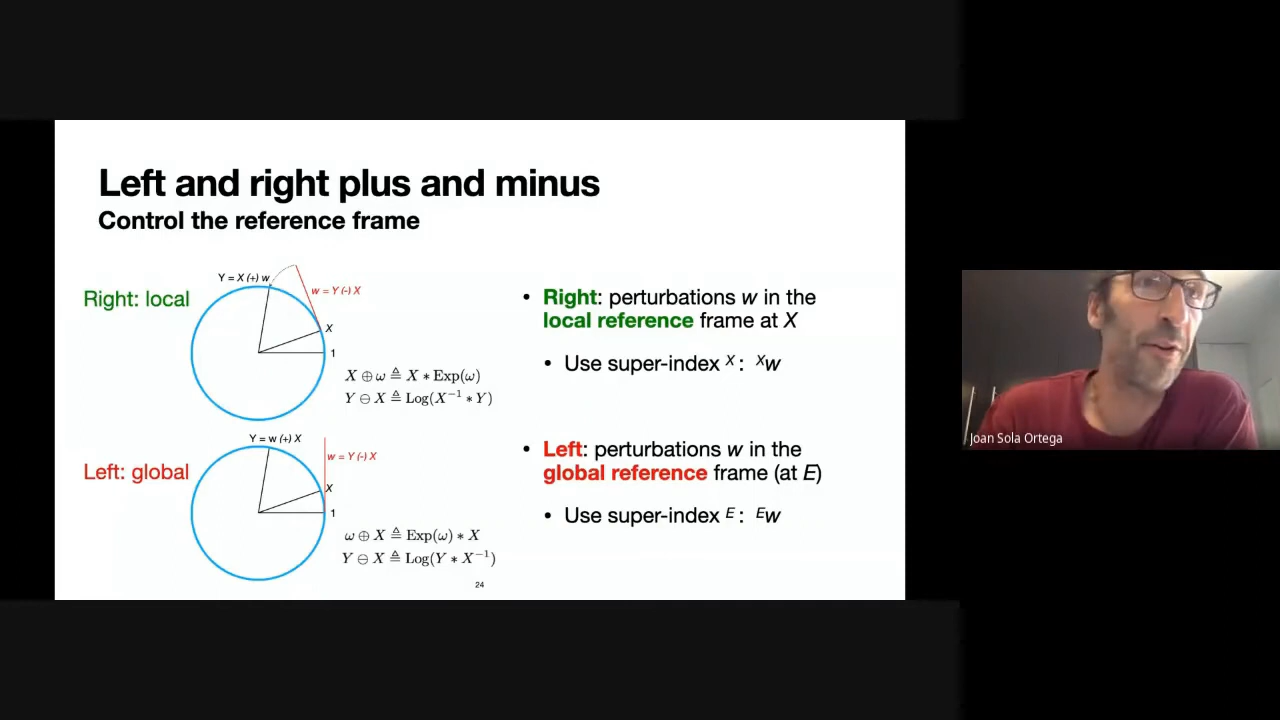 Left and right plus and minus
Control the reference frame
Right: local
Y = X (+) w
w = Y (-) X
X
1
X ⊕ ω ≜ X * Exp(ω)
Y ⊖ X ≜ Log(X⁻¹ * Y)
Left: global
Y = w (+) X
w = Y (-) X
X
1
ω ⊕ X ≜ Exp(ω) * X
Y ⊖ X ≜ Log(Y * X⁻¹)
• Right: perturbations w in the
local reference frame at X
• Use super-index ˣ : ˣw
• Left: perturbations w in the
global reference frame (at E)
• Use super-index ᴱ : ᴱw
24
Joan Sola Ortega